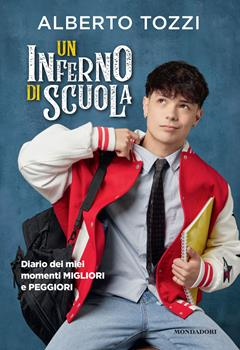 ALBERTO TOZZI
UN
INFERNO
DI SCUOLA
Diario dei miei
momenti MIGLIORI
e PEGGIORI
MONDADORI